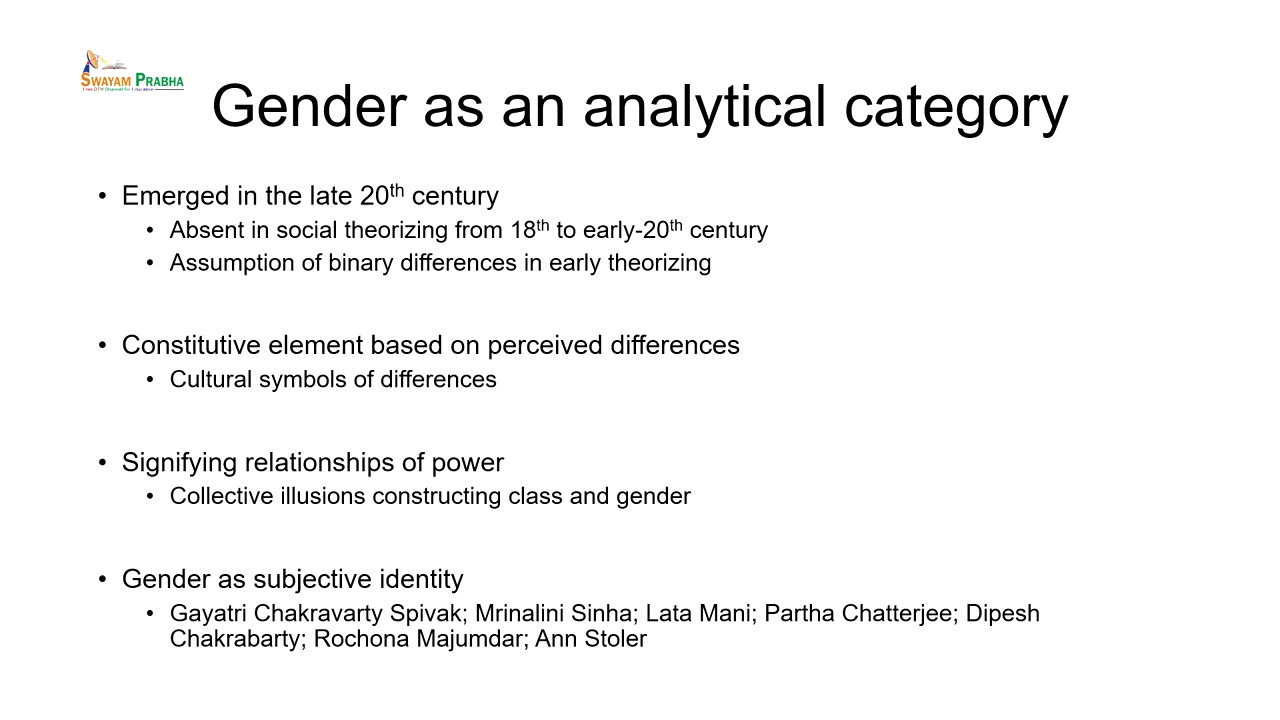 SWAYAM PRABHA
Gender as an analytical category
• Emerged in the late 20th century
• Absent in social theorizing from 18th to early-20th century
• Assumption of binary differences in early theorizing
• Constitutive element based on perceived differences
• Cultural symbols of differences
• Signifying relationships of power
• Collective illusions constructing class and gender
• Gender as subjective identity
• Gayatri Chakravarty Spivak; Mrinalini Sinha; Lata Mani; Partha Chatterjee; Dipesh
Chakrabarty; Rochona Majumdar; Ann Stoler